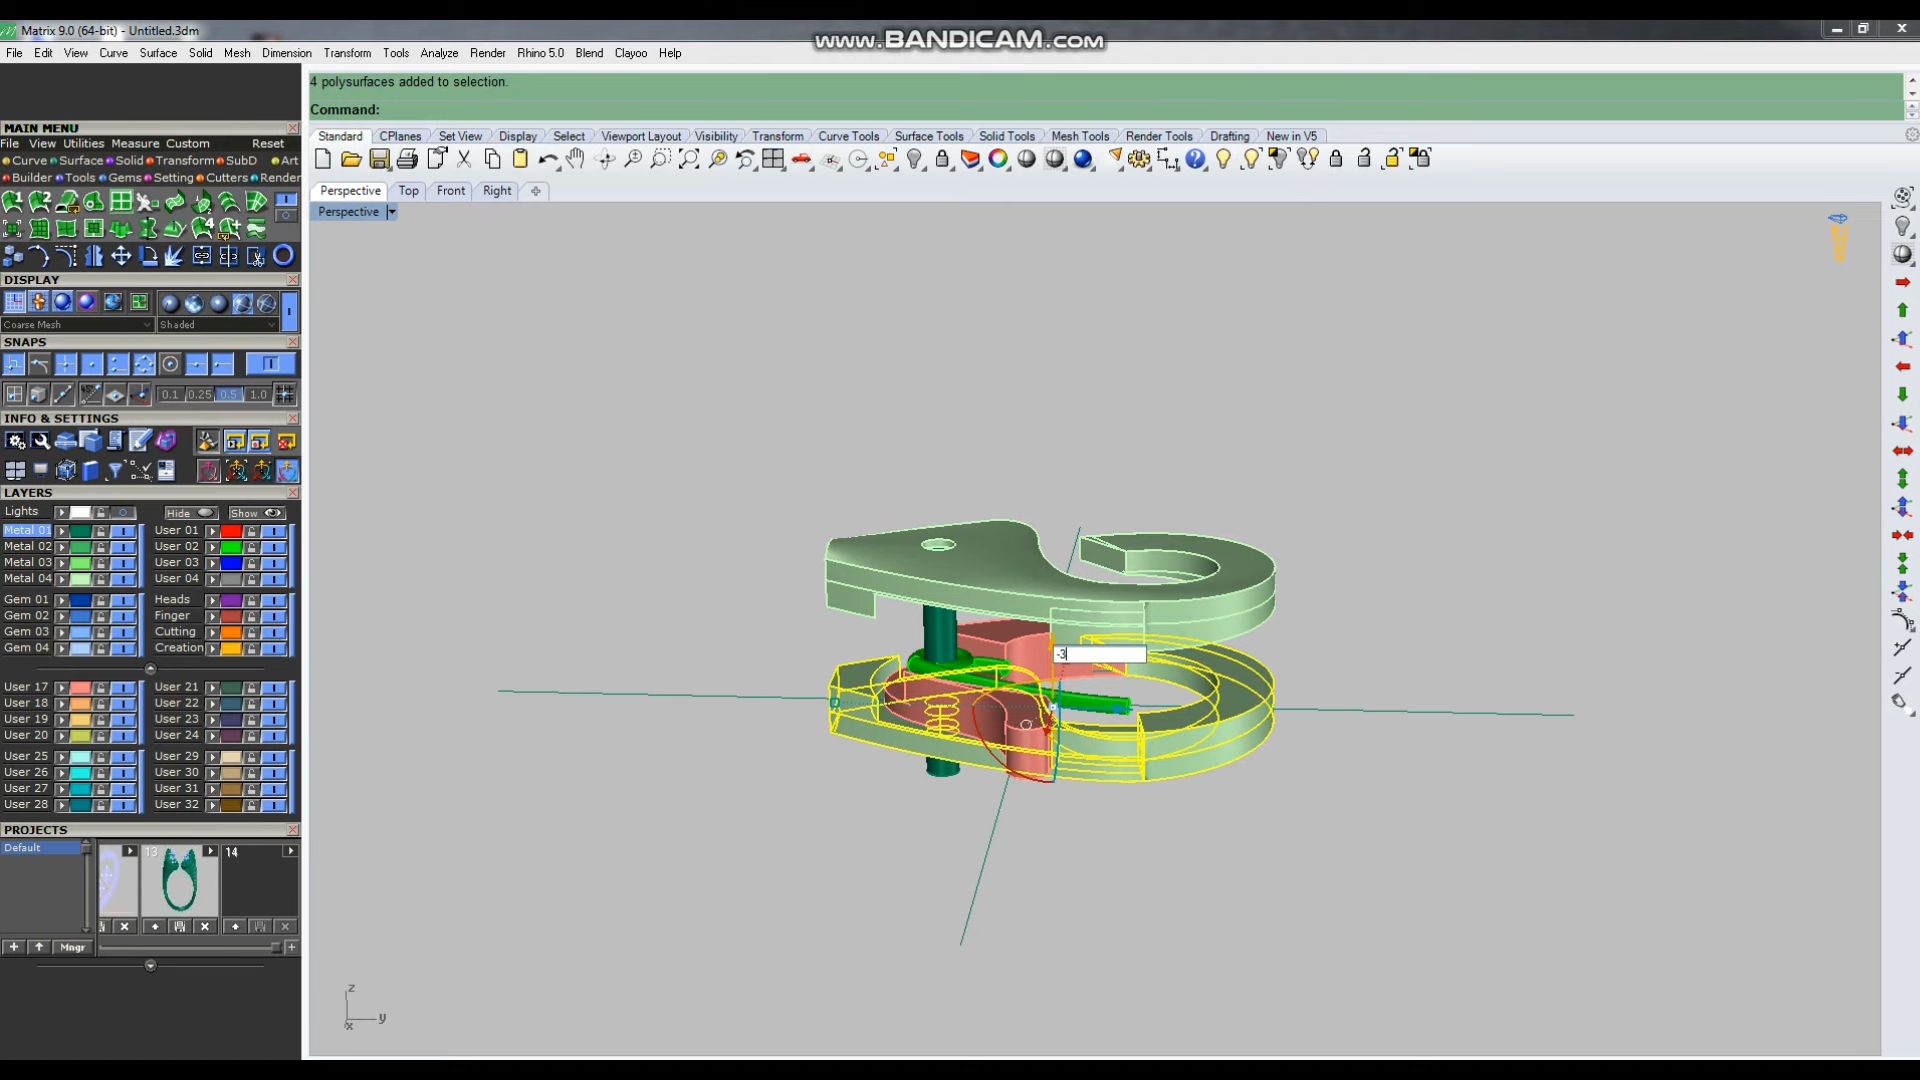 Matrix 9.0 (64-bit) - Untitled.3dm
www.BANDICAM.com
File Edit View Curve Surface Solid Mesh Dimension Transform Tools Analyze Render Rhino 5.0 Blend Clayoo Help
4 polysurfaces added to selection.
Command:
MAIN MENU
File View Utilities Measure Custom Reset
Curve Surface Solid Transform SubD Art
Builder Tools Gems Setting Cutters Render
Standard CPlanes Set View Display Select Viewport Layout Visibility Transform Curve Tools Surface Tools Solid Tools Mesh Tools Render Tools Drafting New in V5
Perspective Top Front Right
Perspective
DISPLAY
Coarse Mesh Shaded
SNAPS
0.1 0.25 0.5 1.0
INFO & SETTINGS
LAYERS
Lights Hide Show
Metal 01 User 01
Metal 02 User 02
Metal 03 User 03
Metal 04 User 04
Gem 01 Heads
Gem 02 Finger
Gem 03 Cutting
Gem 04 Creation
User 17 User 21
User 18 User 22
User 19 User 23
User 20 User 24
User 25 User 29
User 26 User 30
User 27 User 31
User 28 User 32
PROJECTS
Default
13 14
Mngr
-3
z
y
x